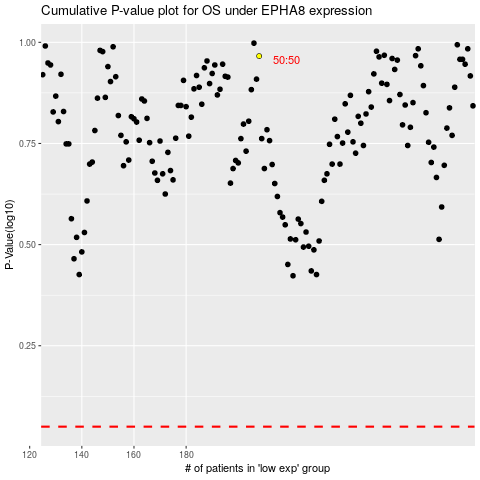 Cumulative P-value plot for OS under EPHA8 expression
P-Value(log10)
1.00
0.75
0.50
0.25
50:50
120 140 160 180
# of patients in 'low exp' group